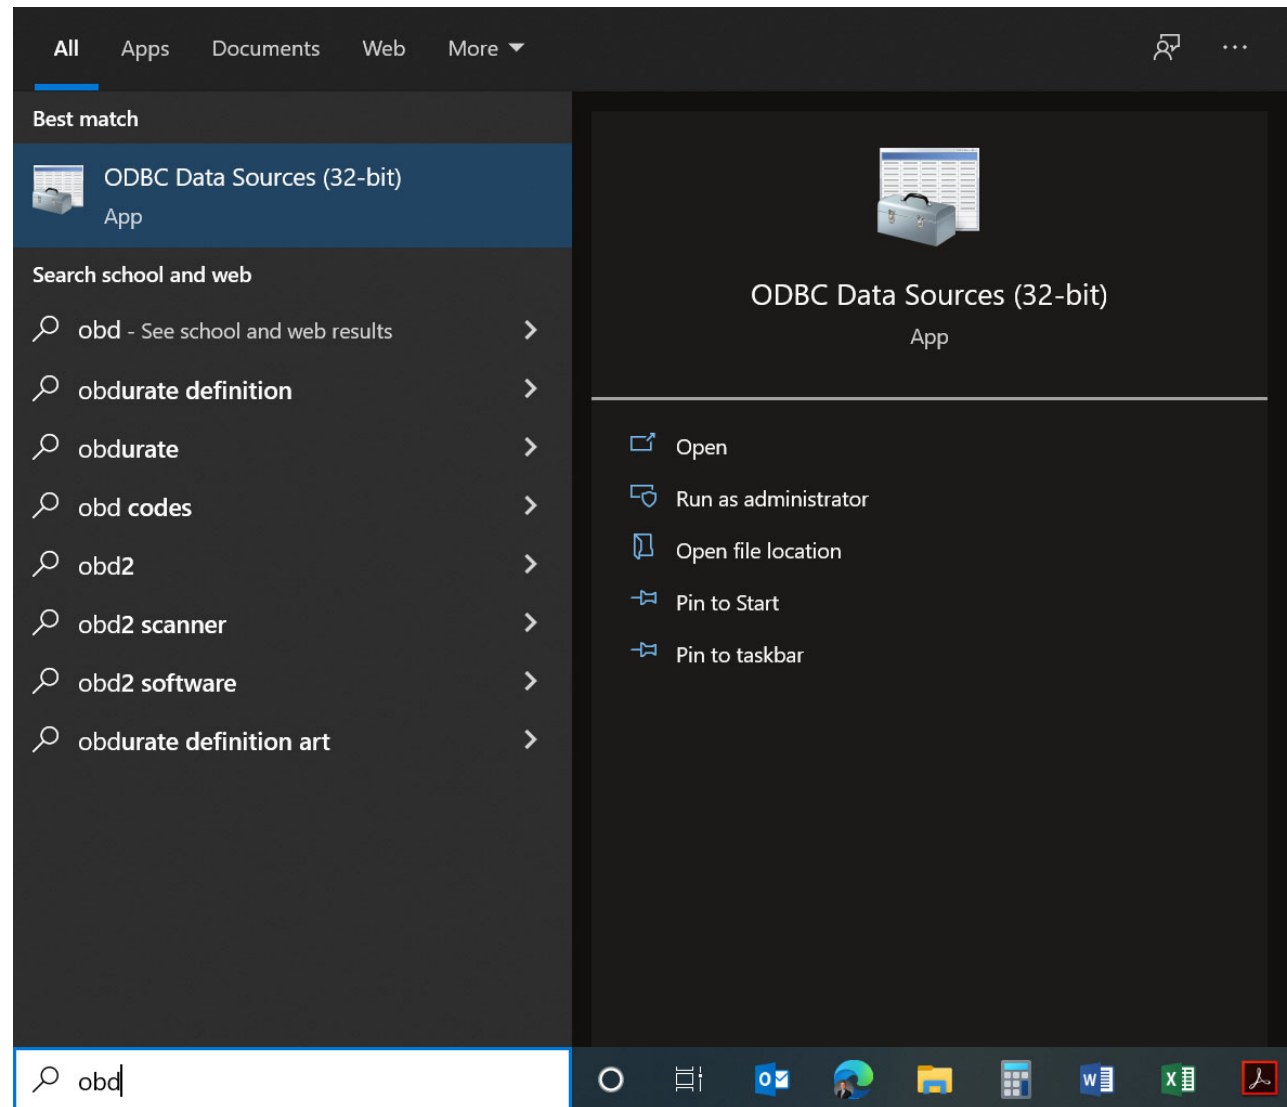 All Apps Documents Web More
Best match
ODBC Data Sources (32-bit)
App
Search school and web
obd - See school and web results
obdurate definition
obdurate
obd codes
obd2
obd2 scanner
obd2 software
obdurate definition art
obd
ODBC Data Sources (32-bit)
App
Open
Run as administrator
Open file location
Pin to Start
Pin to taskbar